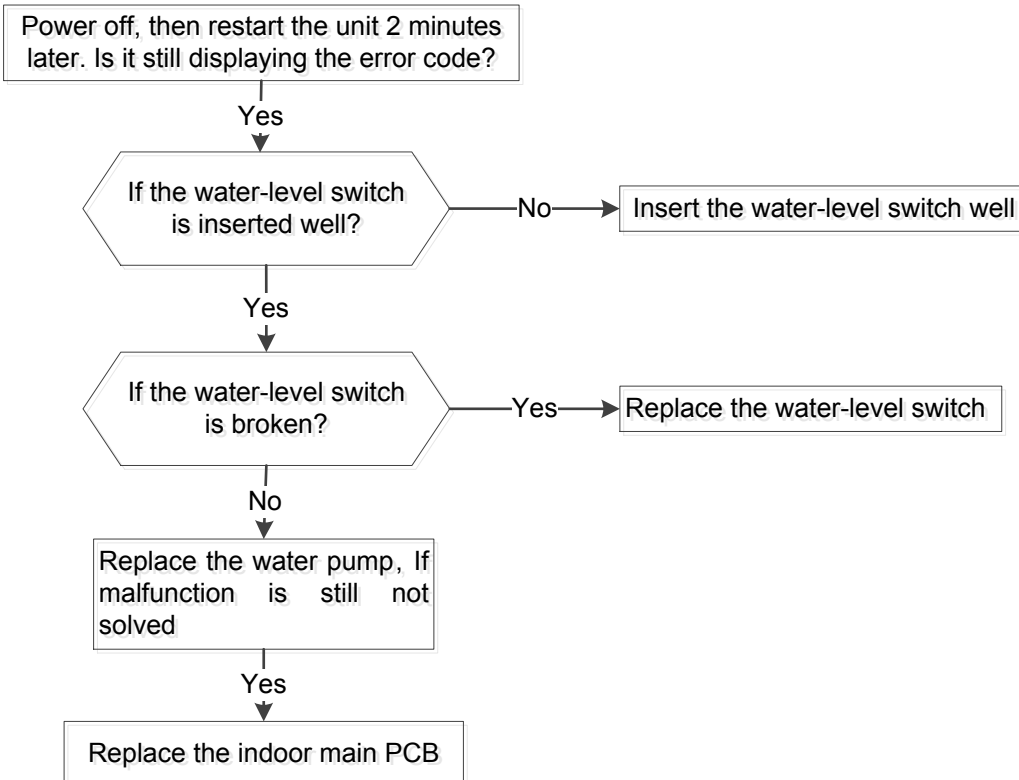 Power off, then restart the unit 2 minutes
later. Is it still displaying the error code?
Yes
If the water-level switch
is inserted well?
No
Insert the water-level switch well
Yes
If the water-level switch
is broken?
Yes
Replace the water-level switch
No
Replace the water pump, If
malfunction is still not
solved
Yes
Replace the indoor main PCB